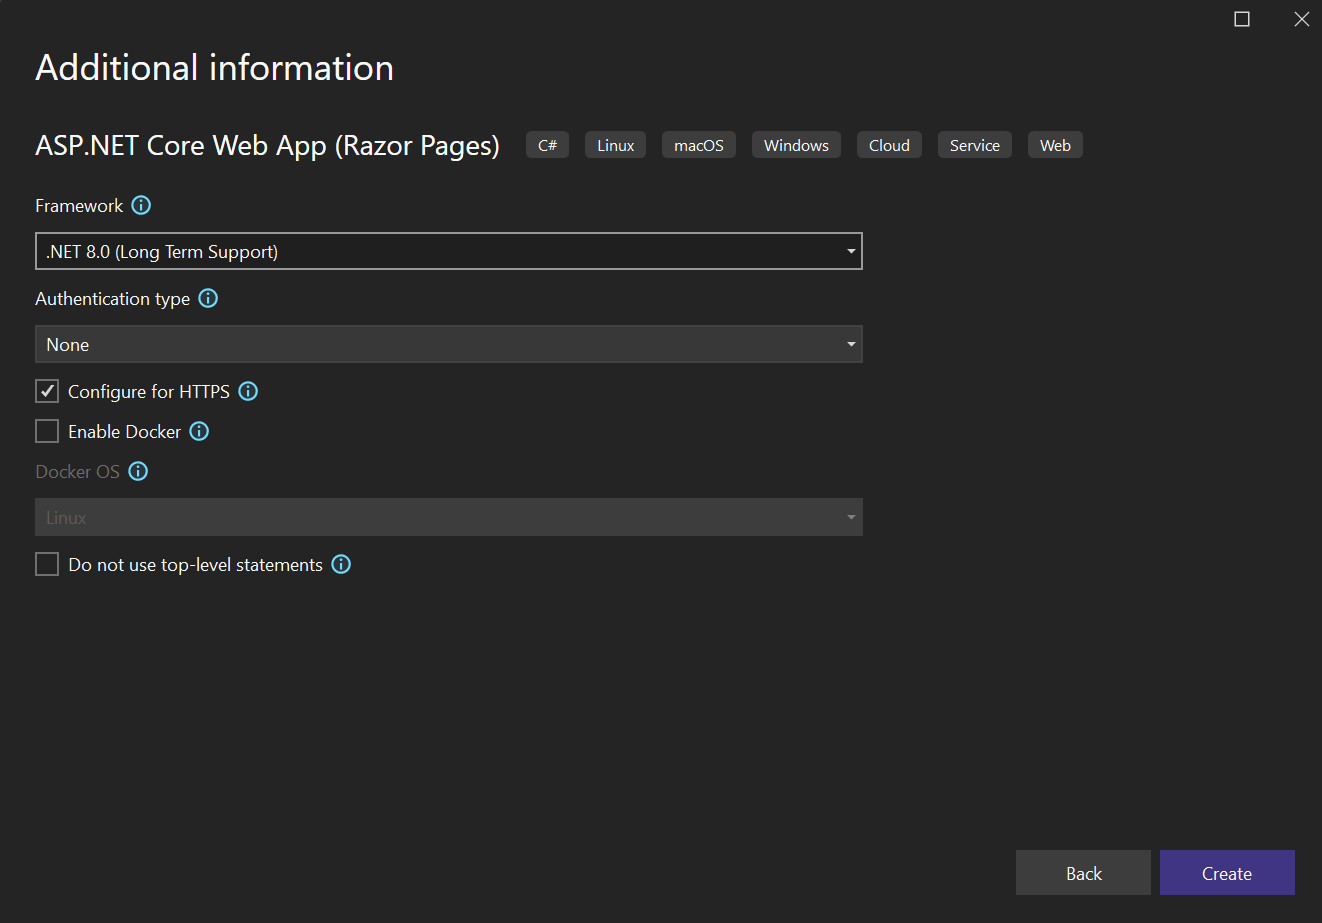 Additional information
ASP.NET Core Web App (Razor Pages) C# Linux macOS Windows Cloud Service Web
Framework
.NET 8.0 (Long Term Support)
Authentication type
None
Configure for HTTPS
Enable Docker
Docker OS
Linux
Do not use top-level statements
Back Create